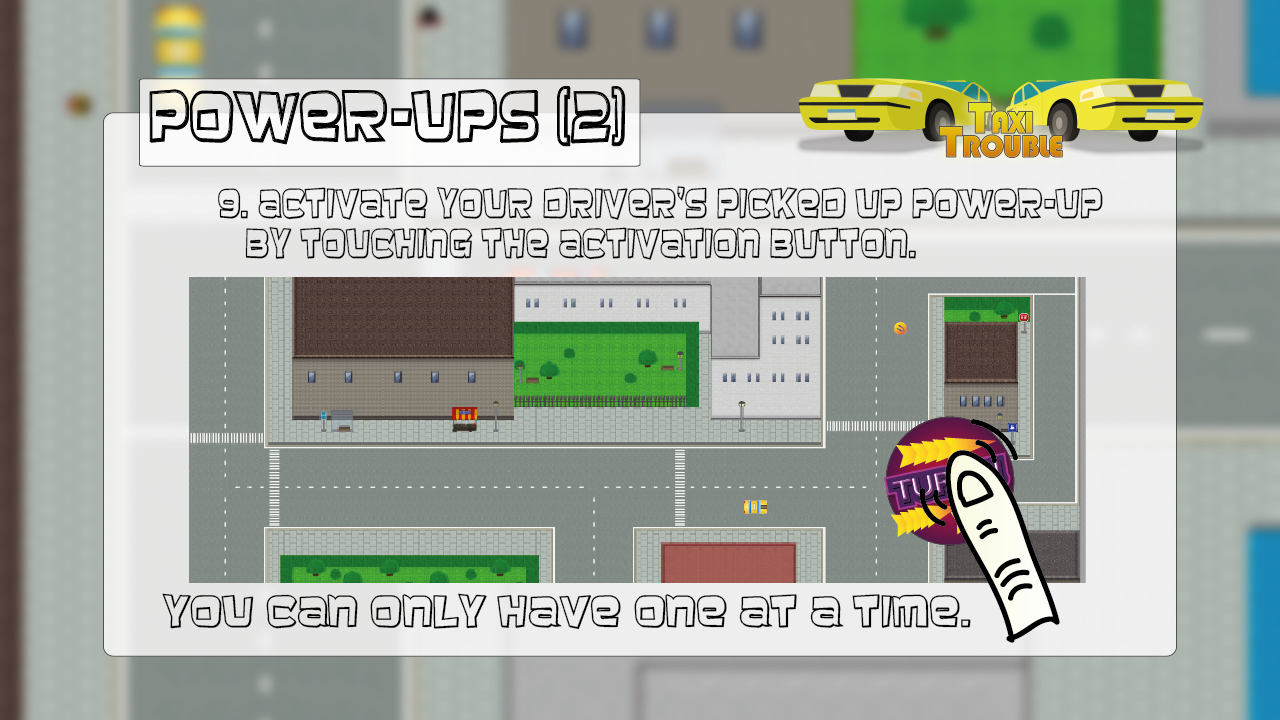 POWER-UPS (2)
TAXI
TROUBLE
9. ACTIVATE YOUR DRIVER'S PICKED UP POWER-UP
BY TOUCHING THE ACTIVATION BUTTON.
YOU CAN ONLY HAVE ONE AT A TIME.